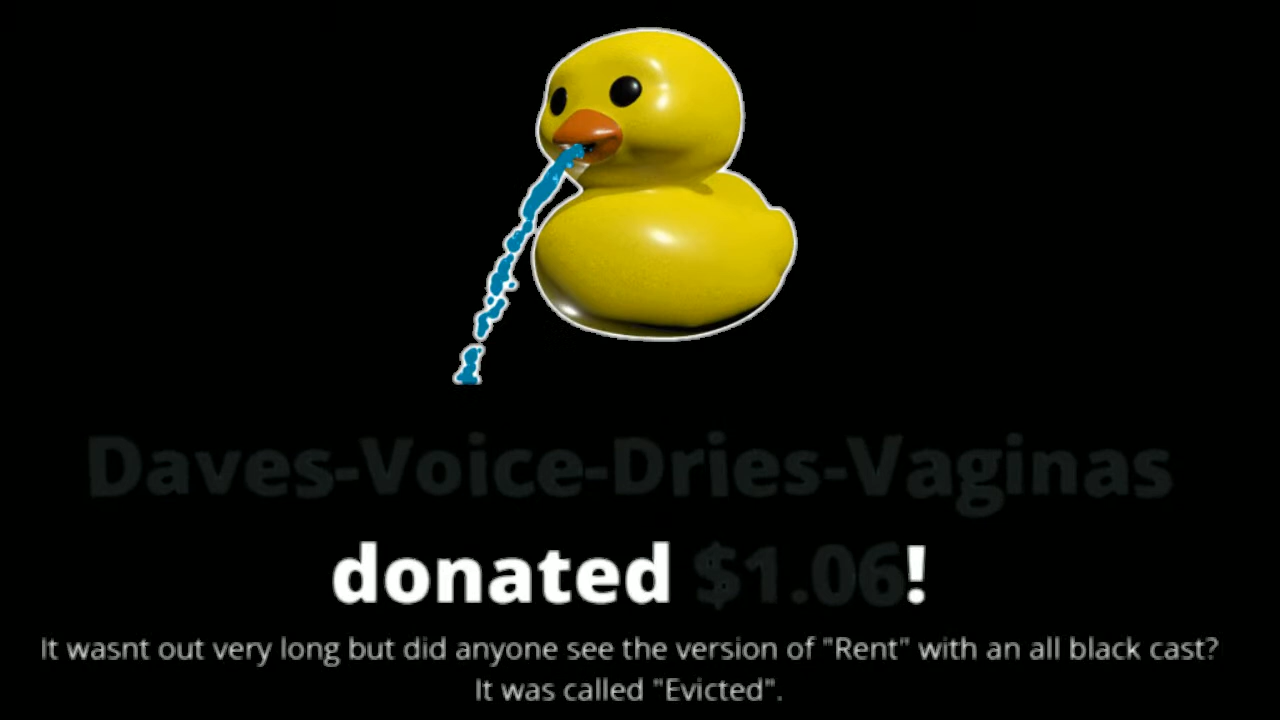 Daves-Voice-Dries-Vaginas
donated $1.06!
It wasnt out very long but did anyone see the version of "Rent" with an all black cast?
It was called "Evicted".